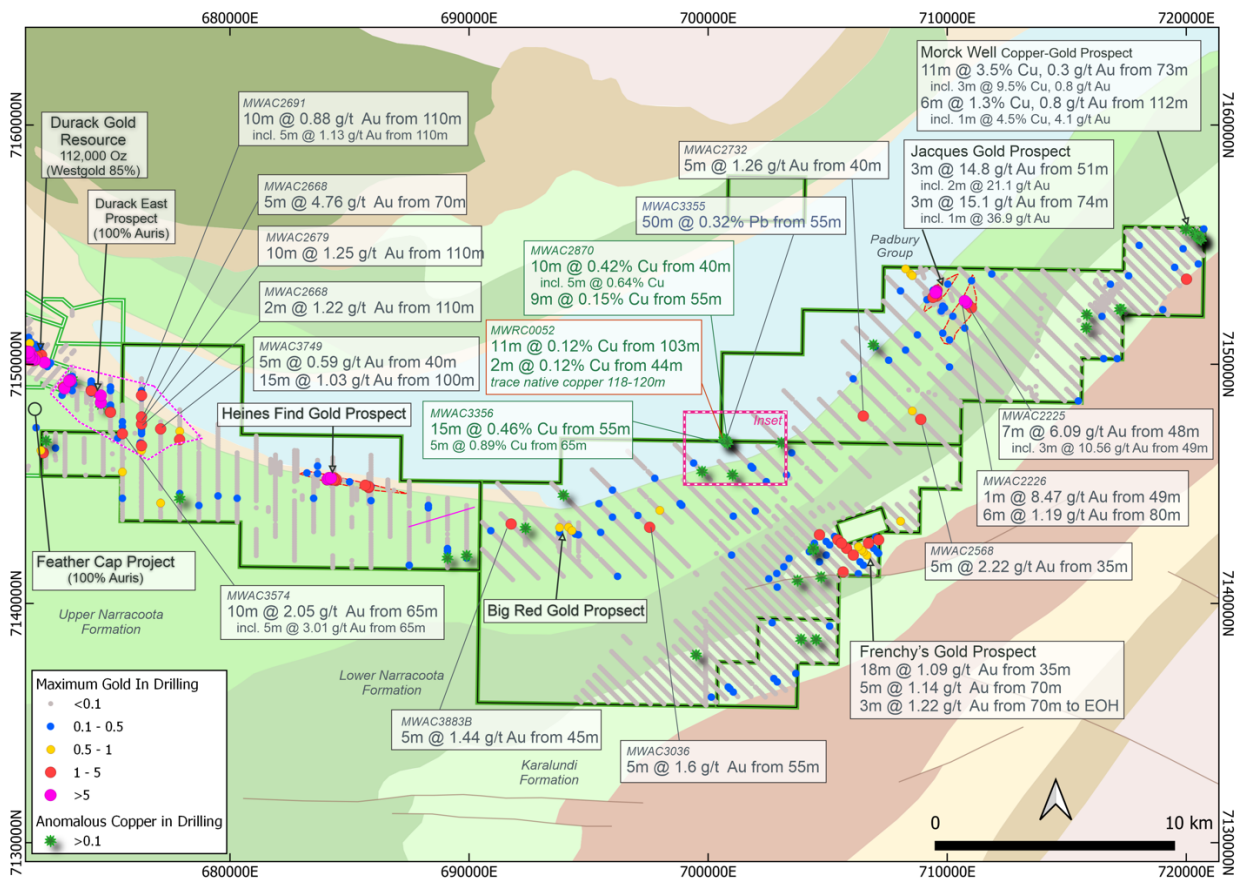 680000E
690000E
700000E
710000E
720000E
7160000N
7150000N
7140000N
7130000N
7160000N
7150000N
7140000N
7130000N
Durack Gold
Resource
112,000 Oz
(Westgold 85%)
Durack East
Prospect
(100% Auris)
MWAC2691
10m @ 0.88 g/t Au from 110m
incl. 5m @ 1.13 g/t Au from 110m
MWAC2668
5m @ 4.76 g/t Au from 70m
MWAC2679
10m @ 1.25 g/t Au from 110m
MWAC2668
2m @ 1.22 g/t Au from 110m
MWAC3749
5m @ 0.59 g/t Au from 40m
15m @ 1.03 g/t Au from 100m
Heines Find Gold Prospect
MWAC2732
5m @ 1.26 g/t Au from 40m
MWAC3355
50m @ 0.32% Pb from 55m
MWAC2870
10m @ 0.42% Cu from 40m
incl. 5m @ 0.64% Cu
9m @ 0.15% Cu from 55m
MWRC0052
11m @ 0.12% Cu from 103m
2m @ 0.12% Cu from 44m
trace native copper 118-120m
MWAC3356
15m @ 0.46% Cu from 55m
5m @ 0.89% Cu from 65m
Inset
Morck Well Copper-Gold Prospect
11m @ 3.5% Cu, 0.3 g/t Au from 73m
incl. 3m @ 9.5% Cu, 0.8 g/t Au
6m @ 1.3% Cu, 0.8 g/t Au from 112m
incl. 1m @ 4.5% Cu, 4.1 g/t Au
Jacques Gold Prospect
3m @ 14.8 g/t Au from 51m
incl. 2m @ 21.1 g/t Au
3m @ 15.1 g/t Au from 74m
incl. 1m @ 36.9 g/t Au
Padbury
Group
MWAC2225
7m @ 6.09 g/t Au from 48m
incl. 3m @ 10.56 g/t Au from 49m
MWAC2226
1m @ 8.47 g/t Au from 49m
6m @ 1.19 g/t Au from 80m
MWAC2568
5m @ 2.22 g/t Au from 35m
Feather Cap Project
(100% Auris)
Upper Narracoota
Formation
MWAC3574
10m @ 2.05 g/t Au from 65m
incl. 5m @ 3.01 g/t Au from 65m
Big Red Gold Propsect
Lower Narracoota
Formation
MWAC3883B
5m @ 1.44 g/t Au from 45m
Karalundi
Formation
MWAC3036
5m @ 1.6 g/t Au from 55m
Frenchy's Gold Prospect
18m @ 1.09 g/t Au from 35m
5m @ 1.14 g/t Au from 70m
3m @ 1.22 g/t Au from 70m to EOH
Maximum Gold In Drilling
<0.1
0.1 - 0.5
0.5 - 1
1 - 5
>5
Anomalous Copper in Drilling
>0.1
0
10 km
680000E
690000E
700000E
710000E
720000E